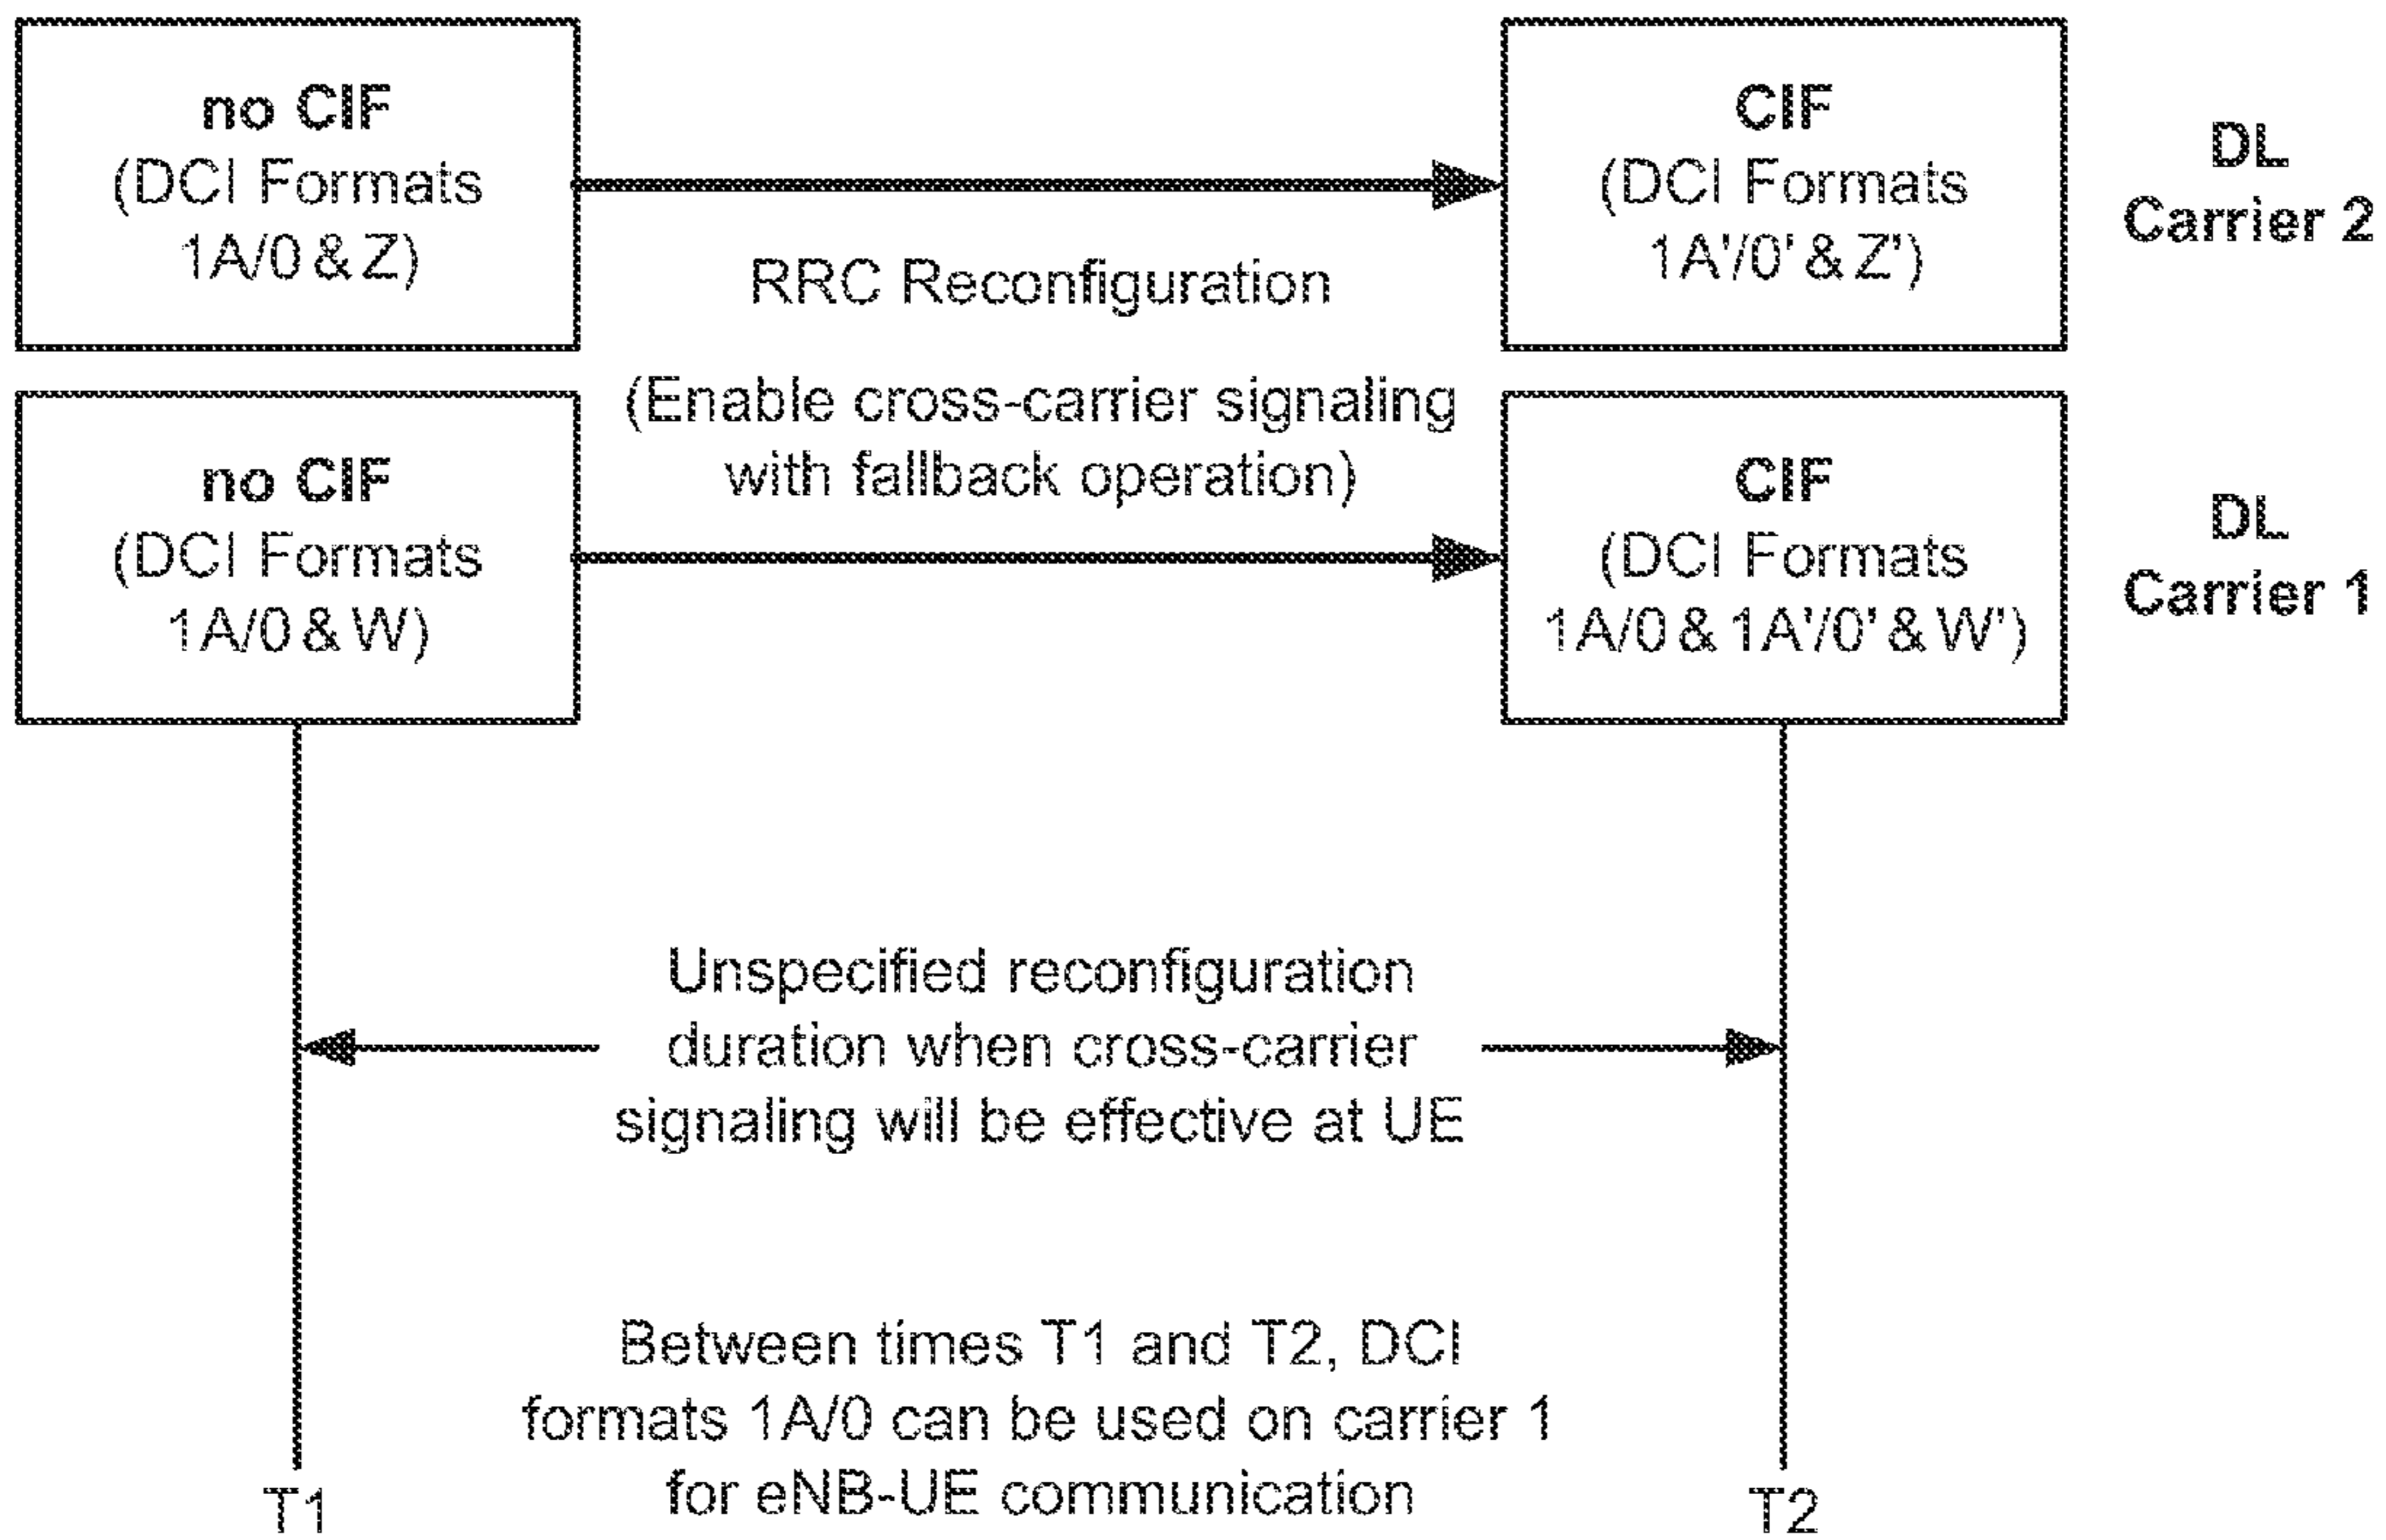 no CIF
(DCI Formats
1A/0 & Z)
RRC Reconfiguration
(Enable cross-carrier signaling
with fallback operation)
CIF
(DCI Formats
1A'/0' & Z')
DL
Carrier 2
no CIF
(DCI Formats
1A/0 & W)
CIF
(DCI Formats
1A/0 & 1A'/0' & W')
DL
Carrier 1
Unspecified reconfiguration
duration when cross-carrier
signaling will be effective at UE
Between times T1 and T2, DCI
formats 1A/0 can be used on carrier 1
for eNB-UE communication
T1
T2